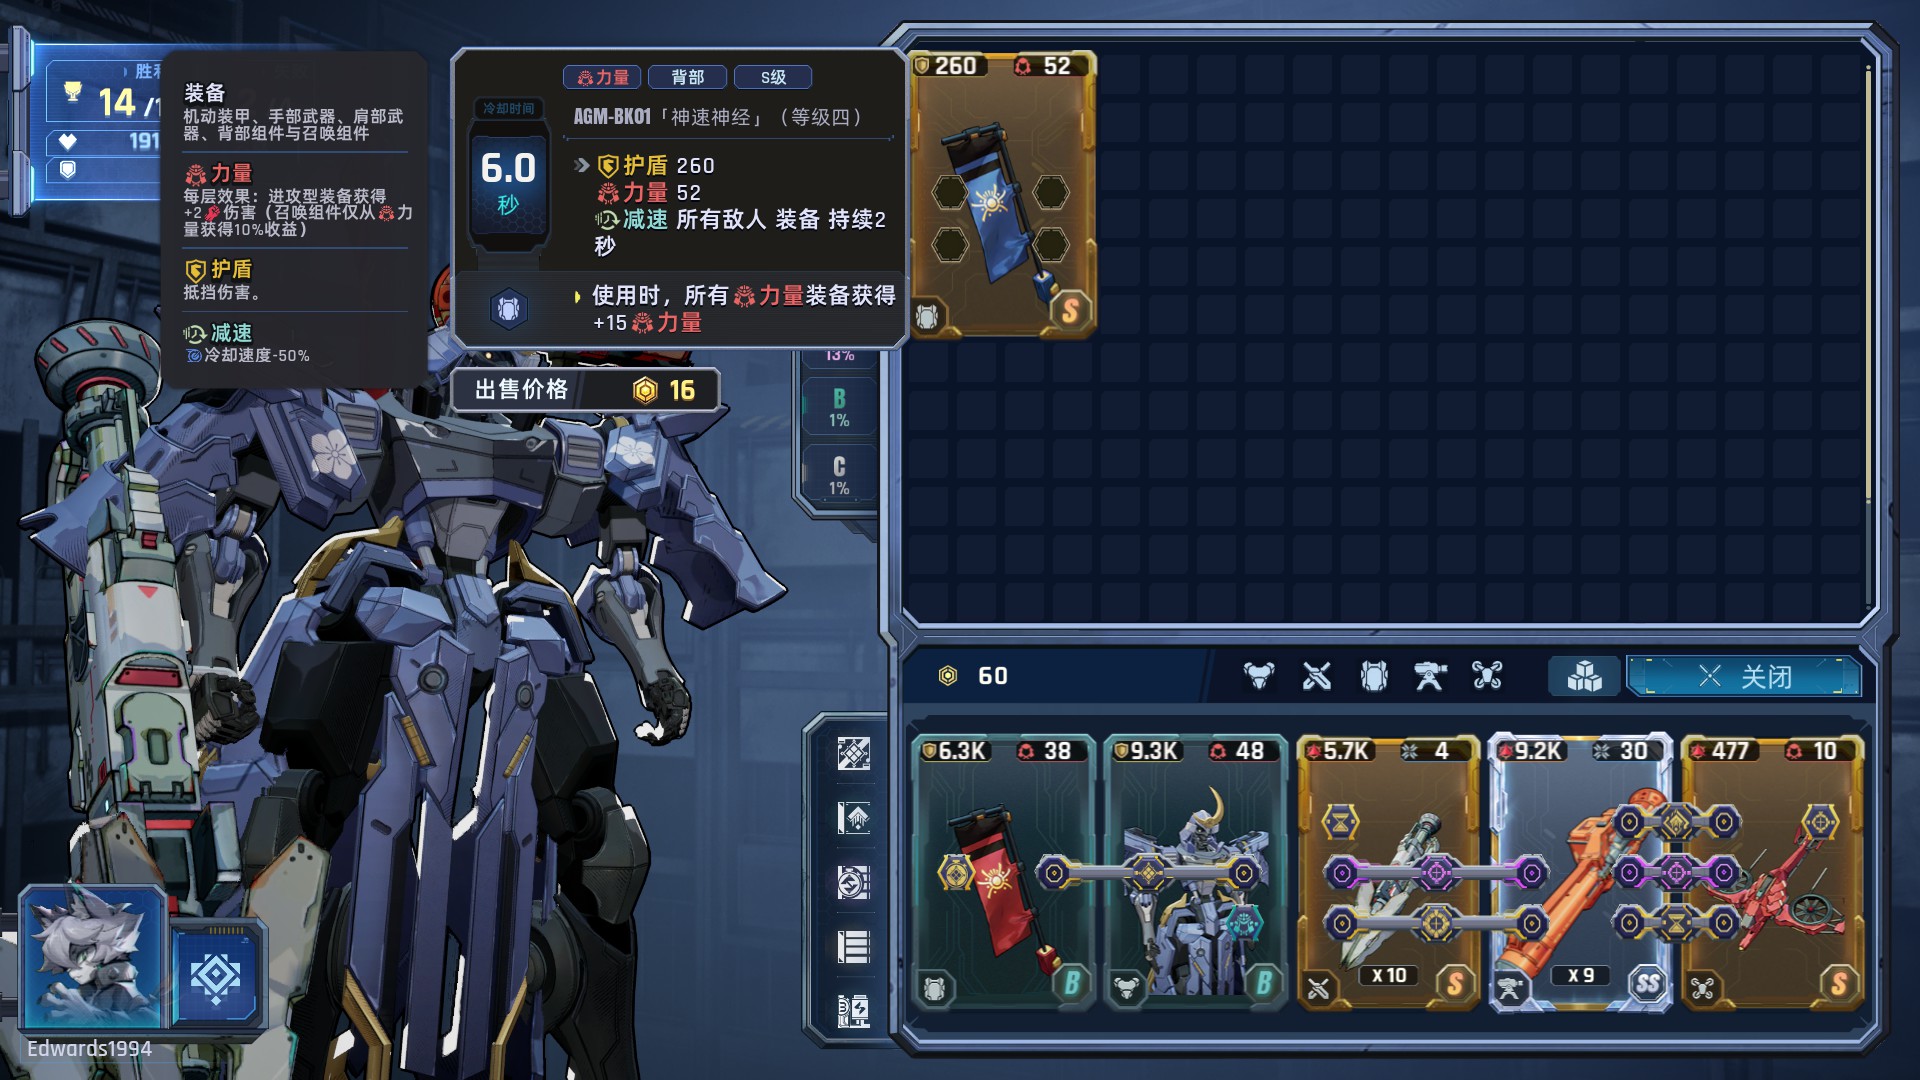 胜
14 /1
191
装备
机动装甲、手部武器、肩部武
器、背部组件与召唤组件
力量
每层效果：进攻型装备获得
+2 伤害（召唤组件仅从 力
量获得10%收益）
护盾
抵挡伤害。
减速
冷却速度-50%
力量 背部 S级
冷却时间
6.0
秒
AGM-BK01「神速神经」（等级四）
护盾 260
力量 52
减速 所有敌人 装备 持续2
秒
使用时，所有 力量装备获得
+15 力量
出售价格 16
13%
B
1%
C
1%
260 52
S
60
关闭
6.3K 38
B
9.3K 48
B
5.7K 4
x10
S
9.2K 30
x9
SS
477 10
S
Edwards1994